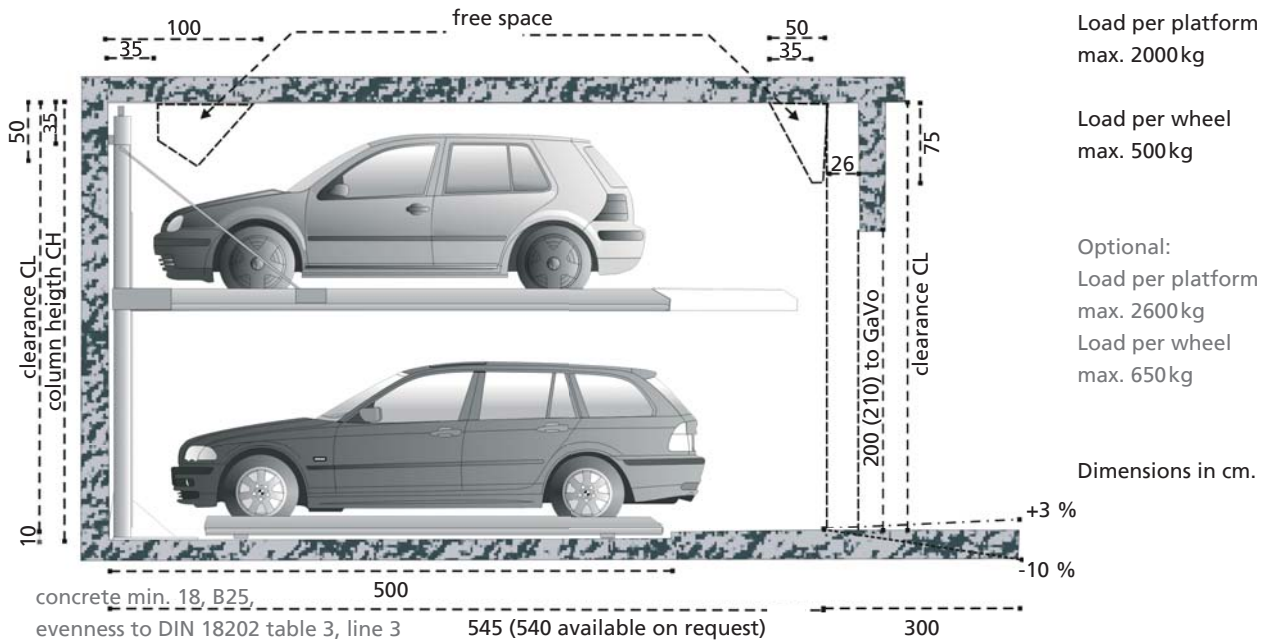 free space
100
35
50
35
Load per platform
max. 2000kg
Load per wheel
max. 500kg
50
35
75
26
clearance CL
column heigth CH
200 (210) to GaVo
clearance CL
Optional:
Load per platform
max. 2600kg
Load per wheel
max. 650kg
Dimensions in cm.
10
+3 %
-10 %
500
concrete min. 18, B25,
evenness to DIN 18202 table 3, line 3
545 (540 available on request)
300